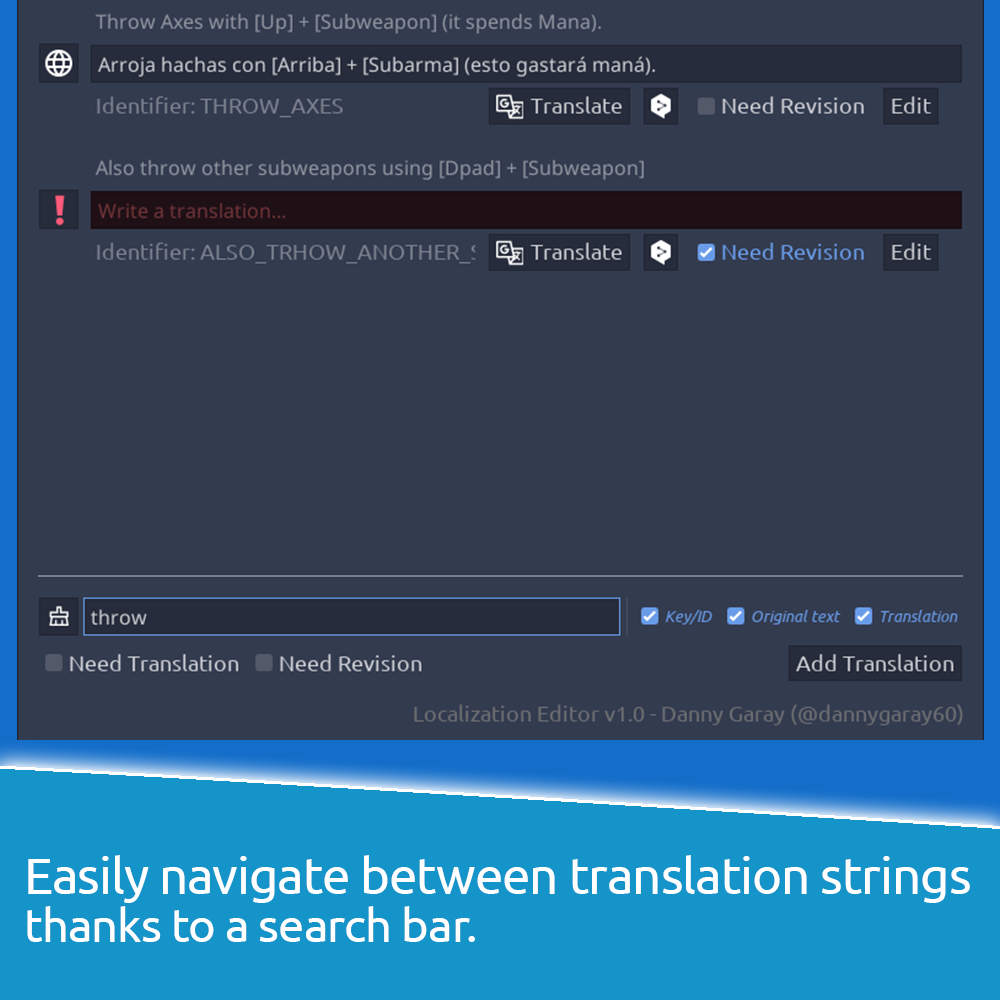 Throw Axes with [Up] + [Subweapon] (it spends Mana).
Arroja hachas con [Arriba] + [Subarma] (esto gastará maná).
Identifier: THROW_AXES Translate Need Revision Edit
Also throw other subweapons using [Dpad] + [Subweapon]
Write a translation...
Identifier: ALSO_TRHOW_ANOTHER_ Translate Need Revision Edit
throw Key/ID Original text Translation
Need Translation Need Revision Add Translation
Localization Editor v1.0 - Danny Garay (@dannygaray60)
Easily navigate between translation strings
thanks to a search bar.